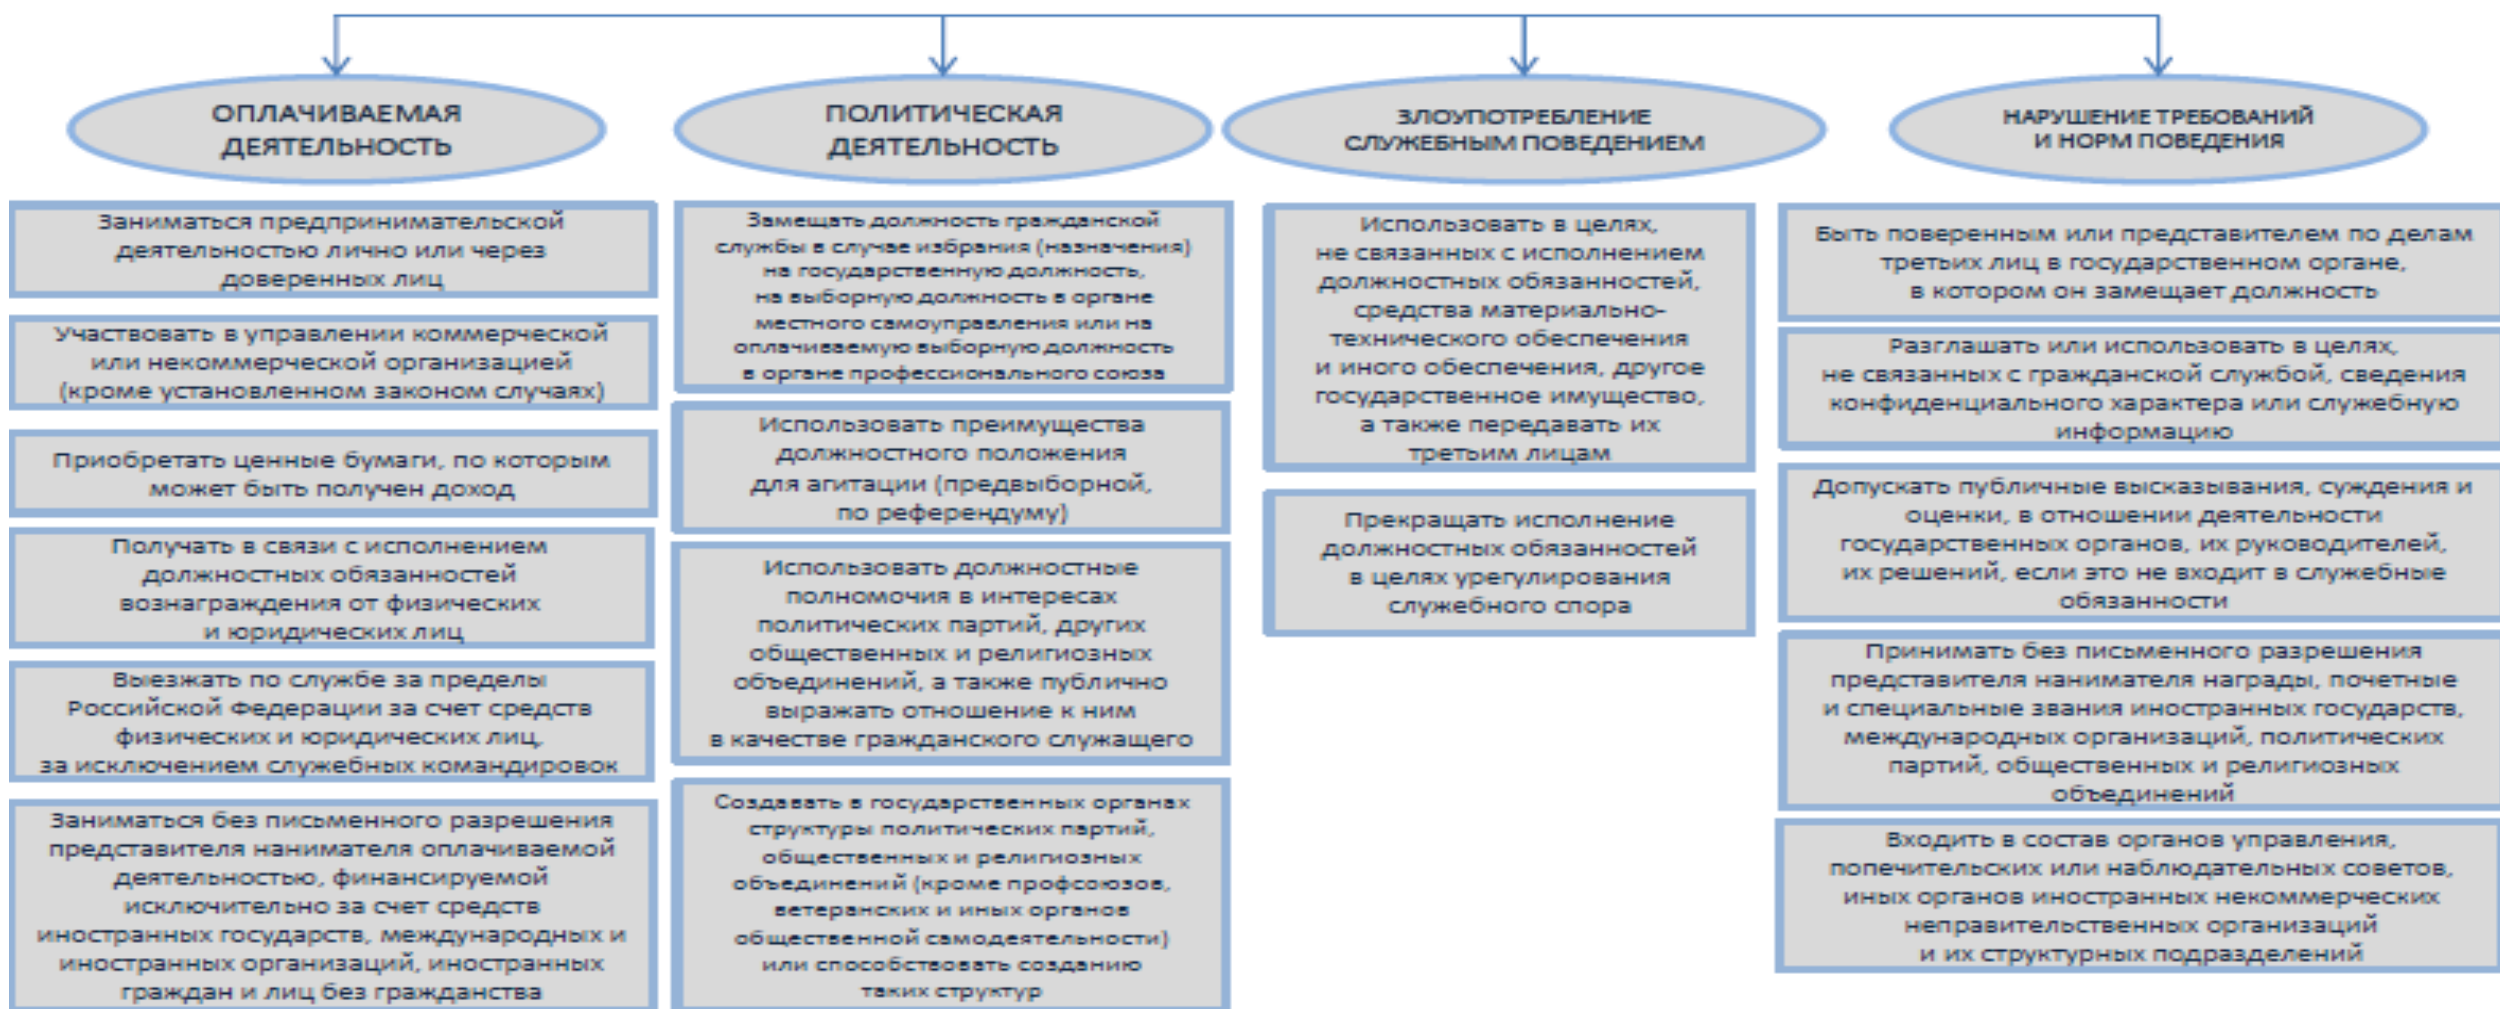 ОПЛАЧИВАЕМАЯ
ДЕЯТЕЛЬНОСТЬ
Заниматься предпринимательской
деятельностью лично или через
доверенных лиц
Участвовать в управлении коммерческой
или некоммерческой организацией
(кроме установленном законом случаях)
Приобретать ценные бумаги, по которым
может быть получен доход
Получать в связи с исполнением
должностных обязанностей
вознаграждения от физических
и юридических лиц
Выезжать по службе за пределы
Российской Федерации за счет средств
физических и юридических лиц,
за исключением служебных командировок
Заниматься без письменного разрешения
представителя нанимателя оплачиваемой
деятельностью, финансируемой
исключительно за счет средств
иностранных государств, международных и
иностранных организаций, иностранных
граждан и лиц без гражданства
ПОЛИТИЧЕСКАЯ
ДЕЯТЕЛЬНОСТЬ
Замещать должность гражданской
службы в случае избрания (назначения)
на государственную должность,
на выборную должность в органе
местного самоуправления или на
оплачиваемую выборную должность
в органе профессионального союза
Использовать преимущества
должностного положения
для агитации (предвыборной,
по референдуму)
Использовать должностные
полномочия в интересах
политических партий, других
общественных и религиозных
объединений, а также публично
выражать отношение к ним
в качестве гражданского служащего
Создавать в государственных органах
структуры политических партий,
общественных и религиозных
объединений (кроме профсоюзов,
ветеранских и иных органов
общественной самодеятельности)
или способствовать созданию
таких структур
ЗЛОУПОТРЕБЛЕНИЕ
СЛУЖЕБНЫМ ПОВЕДЕНИЕМ
Использовать в целях,
не связанных с исполнением
должностных обязанностей,
средства материально-
технического обеспечения
и иного обеспечения, другое
государственное имущество,
а также передавать их
третьим лицам
Прекращать исполнение
должностных обязанностей
в целях урегулирования
служебного спора
НАРУШЕНИЕ ТРЕБОВАНИЙ
И НОРМ ПОВЕДЕНИЯ
Быть поверенным или представителем по делам
третьих лиц в государственном органе,
в котором он замещает должность
Разглашать или использовать в целях,
не связанных с гражданской службой, сведения
конфиденциального характера или служебную
информацию
Допускать публичные высказывания, суждения и
оценки, в отношении деятельности
государственных органов, их руководителей,
их решений, если это не входит в служебные
обязанности
Принимать без письменного разрешения
представителя нанимателя награды, почетные
и специальные звания иностранных государств,
международных организаций, политических
партий, общественных и религиозных
объединений
Входить в состав органов управления,
попечительских или наблюдательных советов,
иных органов иностранных некоммерческих
неправительственных организаций
и их структурных подразделений